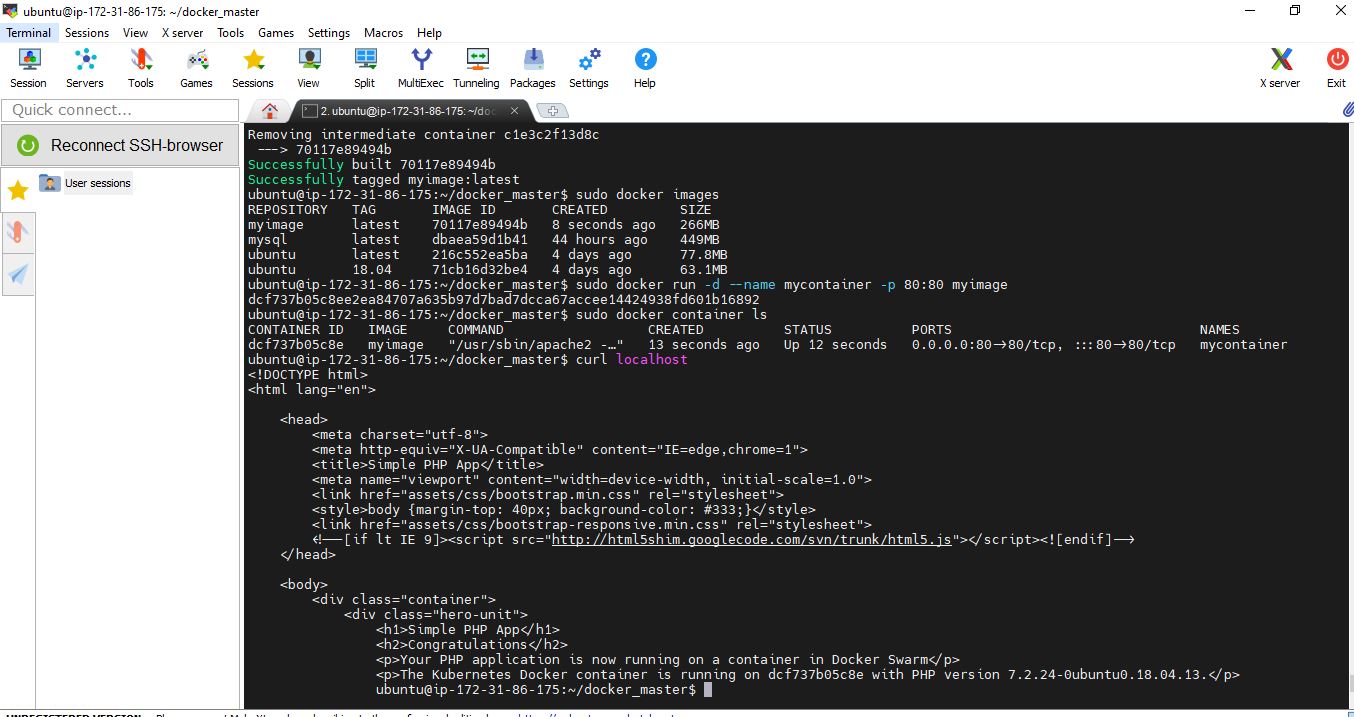 ubuntu@ip-172-31-86-175: ~/docker_master
Terminal Sessions View X server Tools Games Settings Macros Help
Session Servers Tools Games Sessions View Split MultiExec Tunneling Packages Settings Help X server Exit
Quick connect...
2. ubuntu@ip-172-31-86-175: ~/doc
Reconnect SSH-browser
User sessions
Removing intermediate container c1e3c2f13d8c
 ---> 70117e89494b
Successfully built 70117e89494b
Successfully tagged myimage:latest
ubuntu@ip-172-31-86-175:~/docker_master$ sudo docker images
REPOSITORY   TAG       IMAGE ID       CREATED         SIZE
myimage      latest    70117e89494b   8 seconds ago   266MB
mysql        latest    dbaea59d1b41   44 hours ago    449MB
ubuntu       latest    216c552ea5ba   4 days ago      77.8MB
ubuntu       18.04     71cb16d32be4   4 days ago      63.1MB
ubuntu@ip-172-31-86-175:~/docker_master$ sudo docker run -d --name mycontainer -p 80:80 myimage
dcf737b05c8ee2ea84707a635b97d7bad7dcca67accee14424938fd601b16892
ubuntu@ip-172-31-86-175:~/docker_master$ sudo docker container ls
CONTAINER ID   IMAGE     COMMAND                  CREATED          STATUS          PORTS                               NAMES
dcf737b05c8e   myimage   "/usr/sbin/apache2 -…"   13 seconds ago   Up 12 seconds   0.0.0.0:80->80/tcp, :::80->80/tcp   mycontainer
ubuntu@ip-172-31-86-175:~/docker_master$ curl localhost
<!DOCTYPE html>
<html lang="en">
    <head>
        <meta charset="utf-8">
        <meta http-equiv="X-UA-Compatible" content="IE=edge,chrome=1">
        <title>Simple PHP App</title>
        <meta name="viewport" content="width=device-width, initial-scale=1.0">
        <link href="assets/css/bootstrap.min.css" rel="stylesheet">
        <style>body {margin-top: 40px; background-color: #333;}</style>
        <link href="assets/css/bootstrap-responsive.min.css" rel="stylesheet">
        <!--[if lt IE 9]><script src="http://html5shim.googlecode.com/svn/trunk/html5.js"></script><![endif]-->
    </head>
    <body>
        <div class="container">
            <div class="hero-unit">
                <h1>Simple PHP App</h1>
                <h2>Congratulations</h2>
                <p>Your PHP application is now running on a container in Docker Swarm</p>
                <p>The Kubernetes Docker container is running on dcf737b05c8e with PHP version 7.2.24-0ubuntu0.18.04.13.</p>
                ubuntu@ip-172-31-86-175:~/docker_master$
UNREGISTERED VERSION